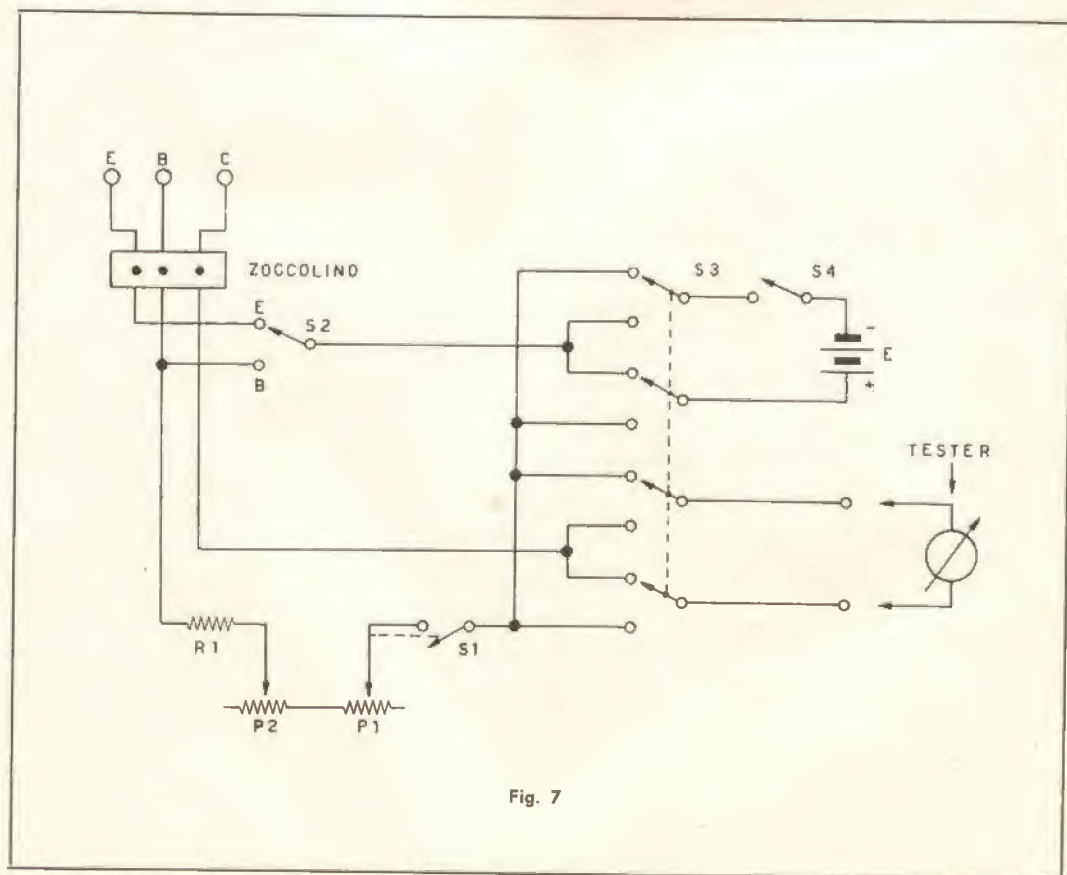 E B C
ZOCCOLINO
E
S2
B
S3 S4
-
E
+
TESTER
R1
S1
P2 P1
Fig. 7